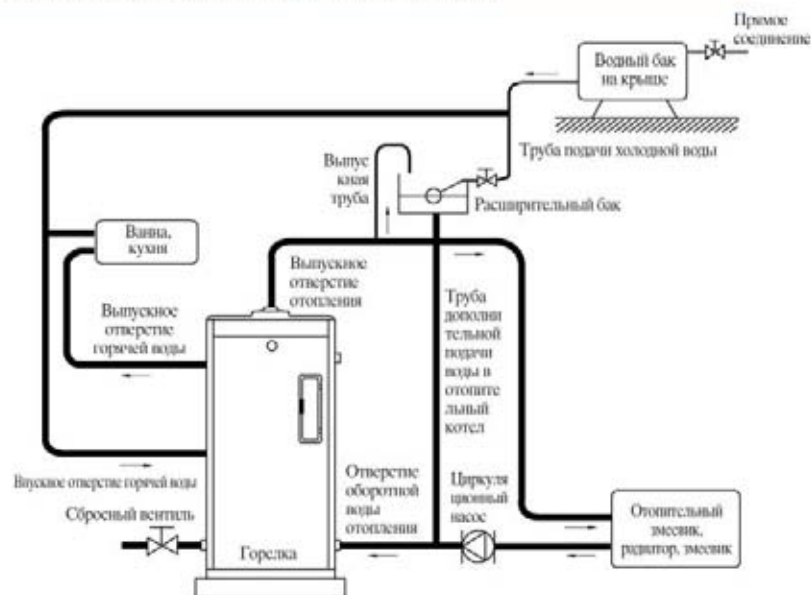 Прямое
соединение
Водный бак
на крыше
Труба подачи холодной воды
Выпус
кная
труба
Расширительный бак
Ванна,
кухня
Выпускное
отверстие
отопления
Выпускное
отверстие
горячей воды
Труба
дополни
тельной
подачи
воды в
отопите
льный
котел
Впускное отверстие горячей воды
Отверстие
оборотной
воды
отопления
Циркуля
ционный
насос
Сбросный вентиль
Горелка
Отопительный
змеевик,
радиатор, змеевик